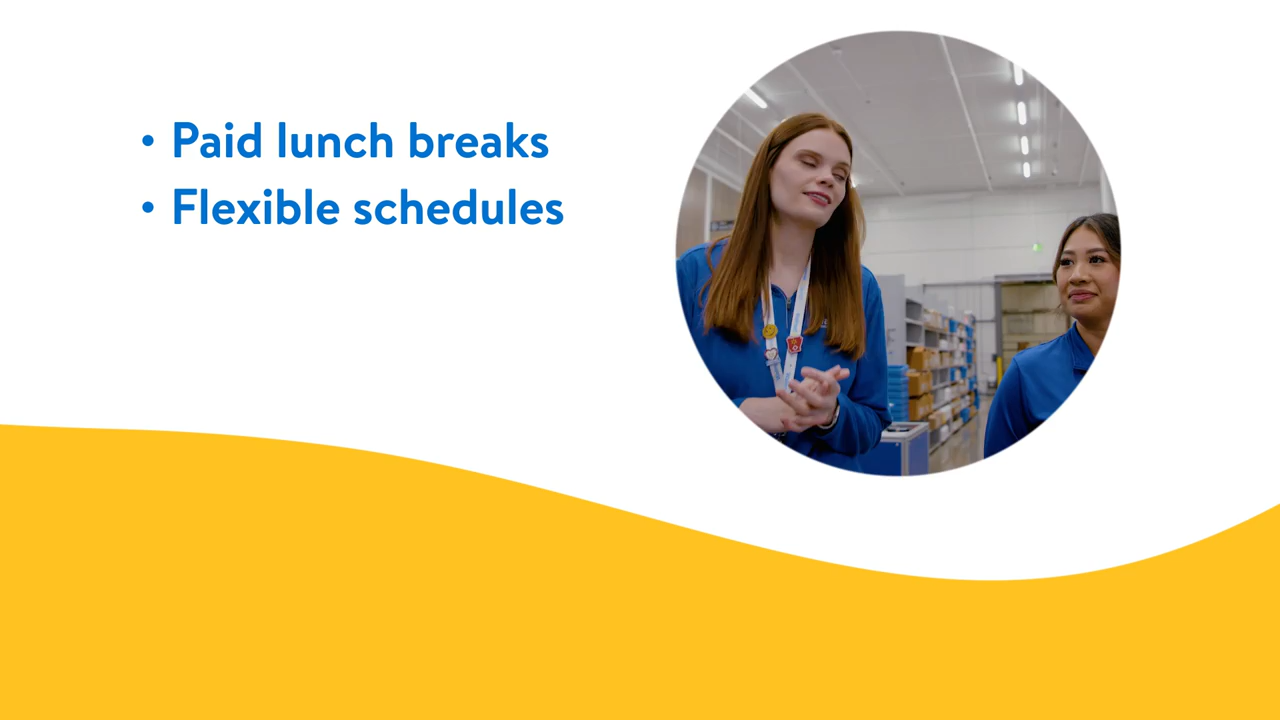 • Paid lunch breaks
• Flexible schedules